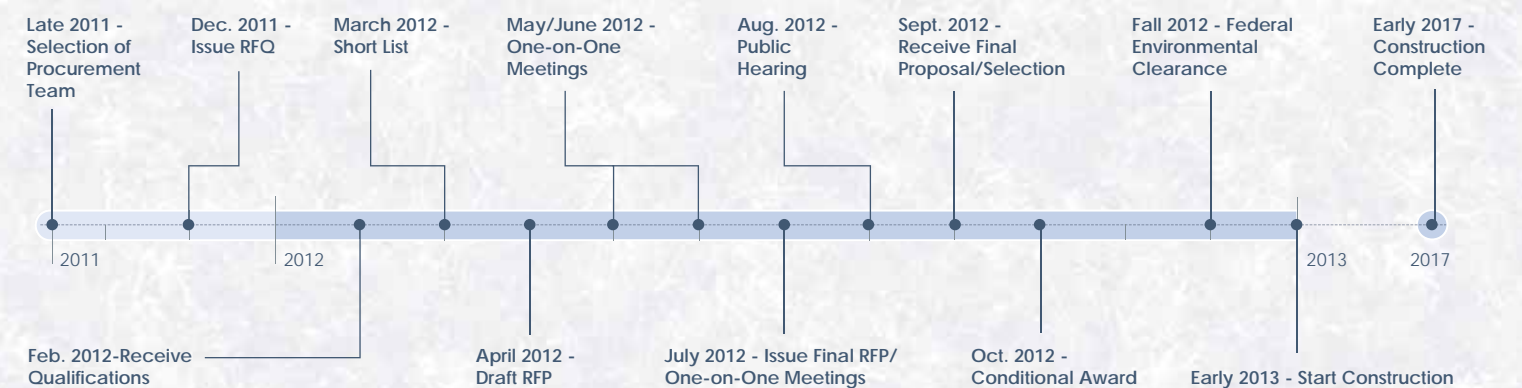 Late 2011 -
Selection of
Procurement
Team
Dec. 2011 -
Issue RFQ
March 2012 -
Short List
May/June 2012 -
One-on-One
Meetings
Aug. 2012 -
Public
Hearing
Sept. 2012 -
Receive Final
Proposal/Selection
Fall 2012 - Federal
Environmental
Clearance
Early 2017 -
Construction
Complete
2011
2012
2013
2017
Feb. 2012-Receive
Qualifications
April 2012 -
Draft RFP
July 2012 - Issue Final RFP/
One-on-One Meetings
Oct. 2012 -
Conditional Award
Early 2013 - Start Construction